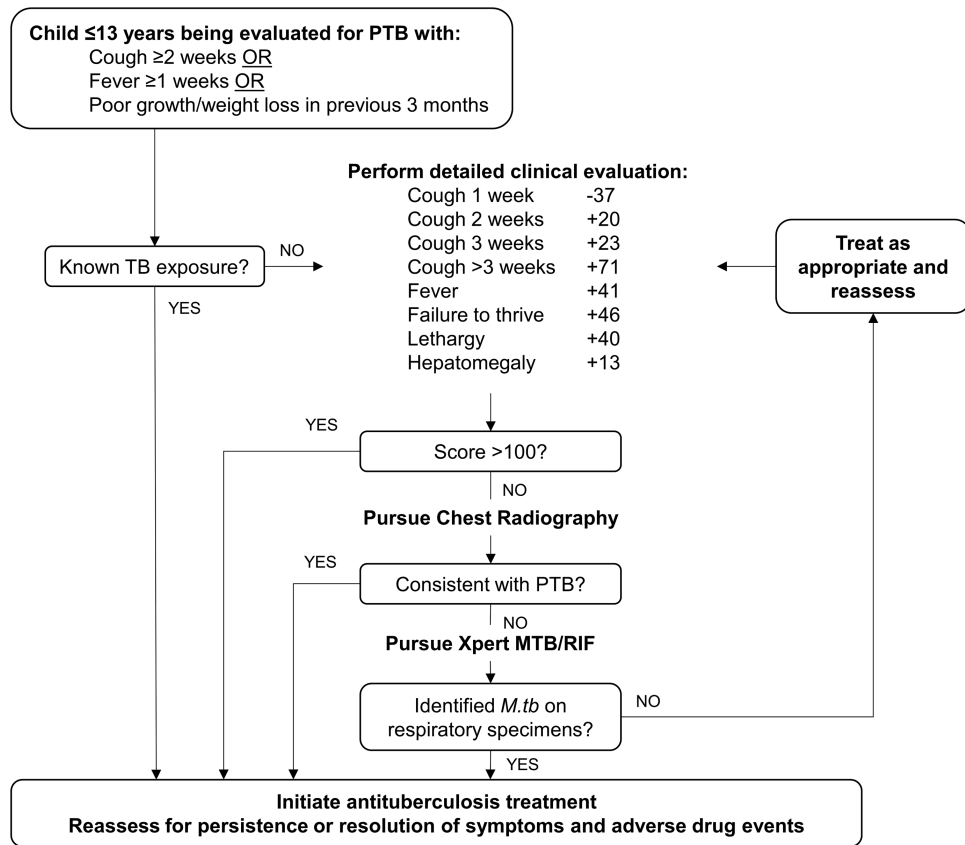 Child ≤13 years being evaluated for PTB with:
Cough ≥2 weeks OR
Fever ≥1 weeks OR
Poor growth/weight loss in previous 3 months
Known TB exposure?
NO
YES
Perform detailed clinical evaluation:
Cough 1 week -37
Cough 2 weeks +20
Cough 3 weeks +23
Cough >3 weeks +71
Fever +41
Failure to thrive +46
Lethargy +40
Hepatomegaly +13
Treat as
appropriate and
reassess
YES
Score >100?
NO
Pursue Chest Radiography
YES
Consistent with PTB?
NO
Pursue Xpert MTB/RIF
Identified M.tb on
respiratory specimens?
NO
YES
Initiate antituberculosis treatment
Reassess for persistence or resolution of symptoms and adverse drug events